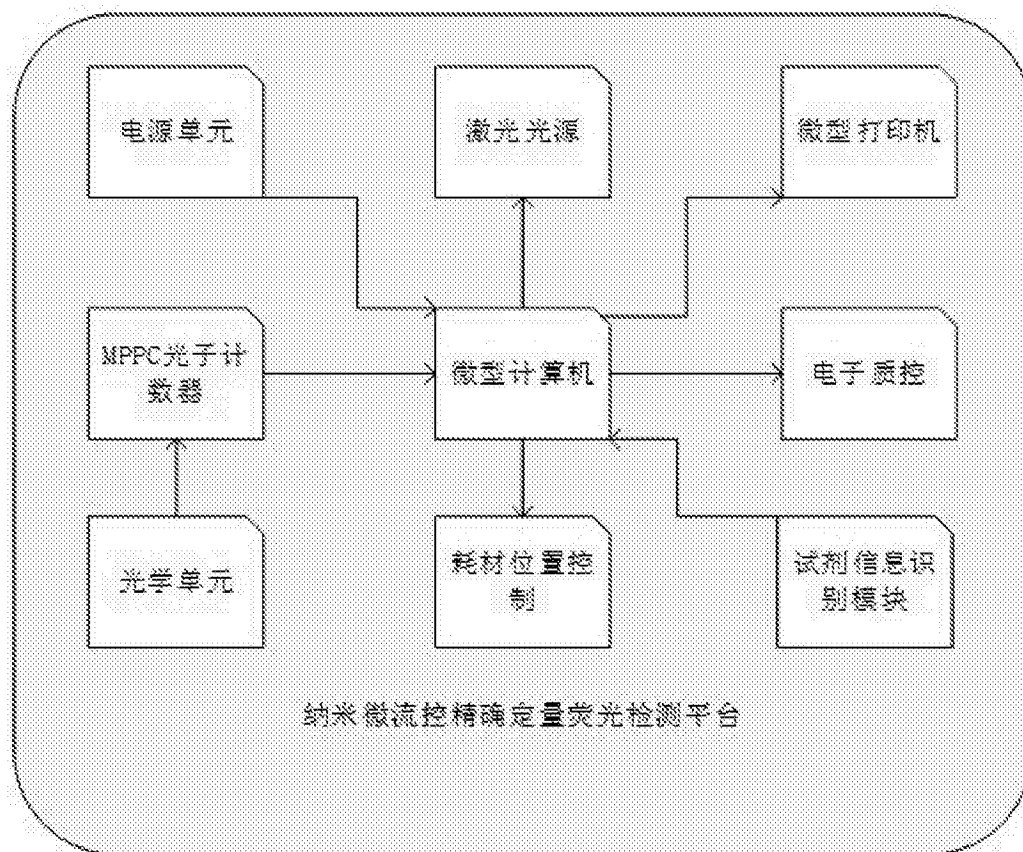 电源单元
激光光源
微型打印机
MPPC光子计
数器
微型计算机
电子质控
光学单元
耗材位置控
制
试剂信息识
别模块
纳米微流控精确定量荧光检测平台